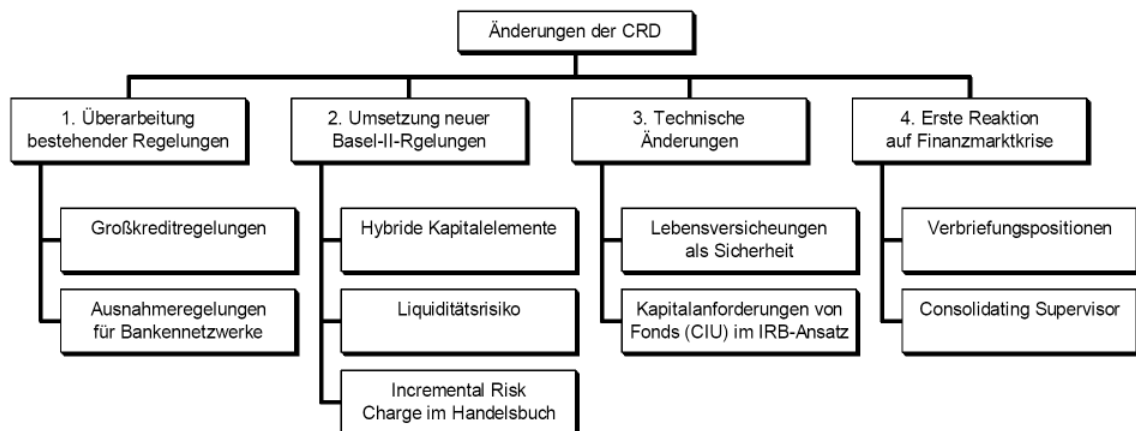 Änderungen der CRD
1. Überarbeitung
bestehender Regelungen
2. Umsetzung neuer
Basel-II-Rgelungen
3. Technische
Änderungen
4. Erste Reaktion
auf Finanzmarktkrise
Großkreditregelungen
Hybride Kapitalelemente
Lebensversicheungen
als Sicherheit
Verbriefungspositionen
Ausnahmeregelungen
für Bankennetzwerke
Liquiditätsrisiko
Kapitalanforderungen von
Fonds (CIU) im IRB-Ansatz
Consolidating Supervisor
Incremental Risk
Charge im Handelsbuch